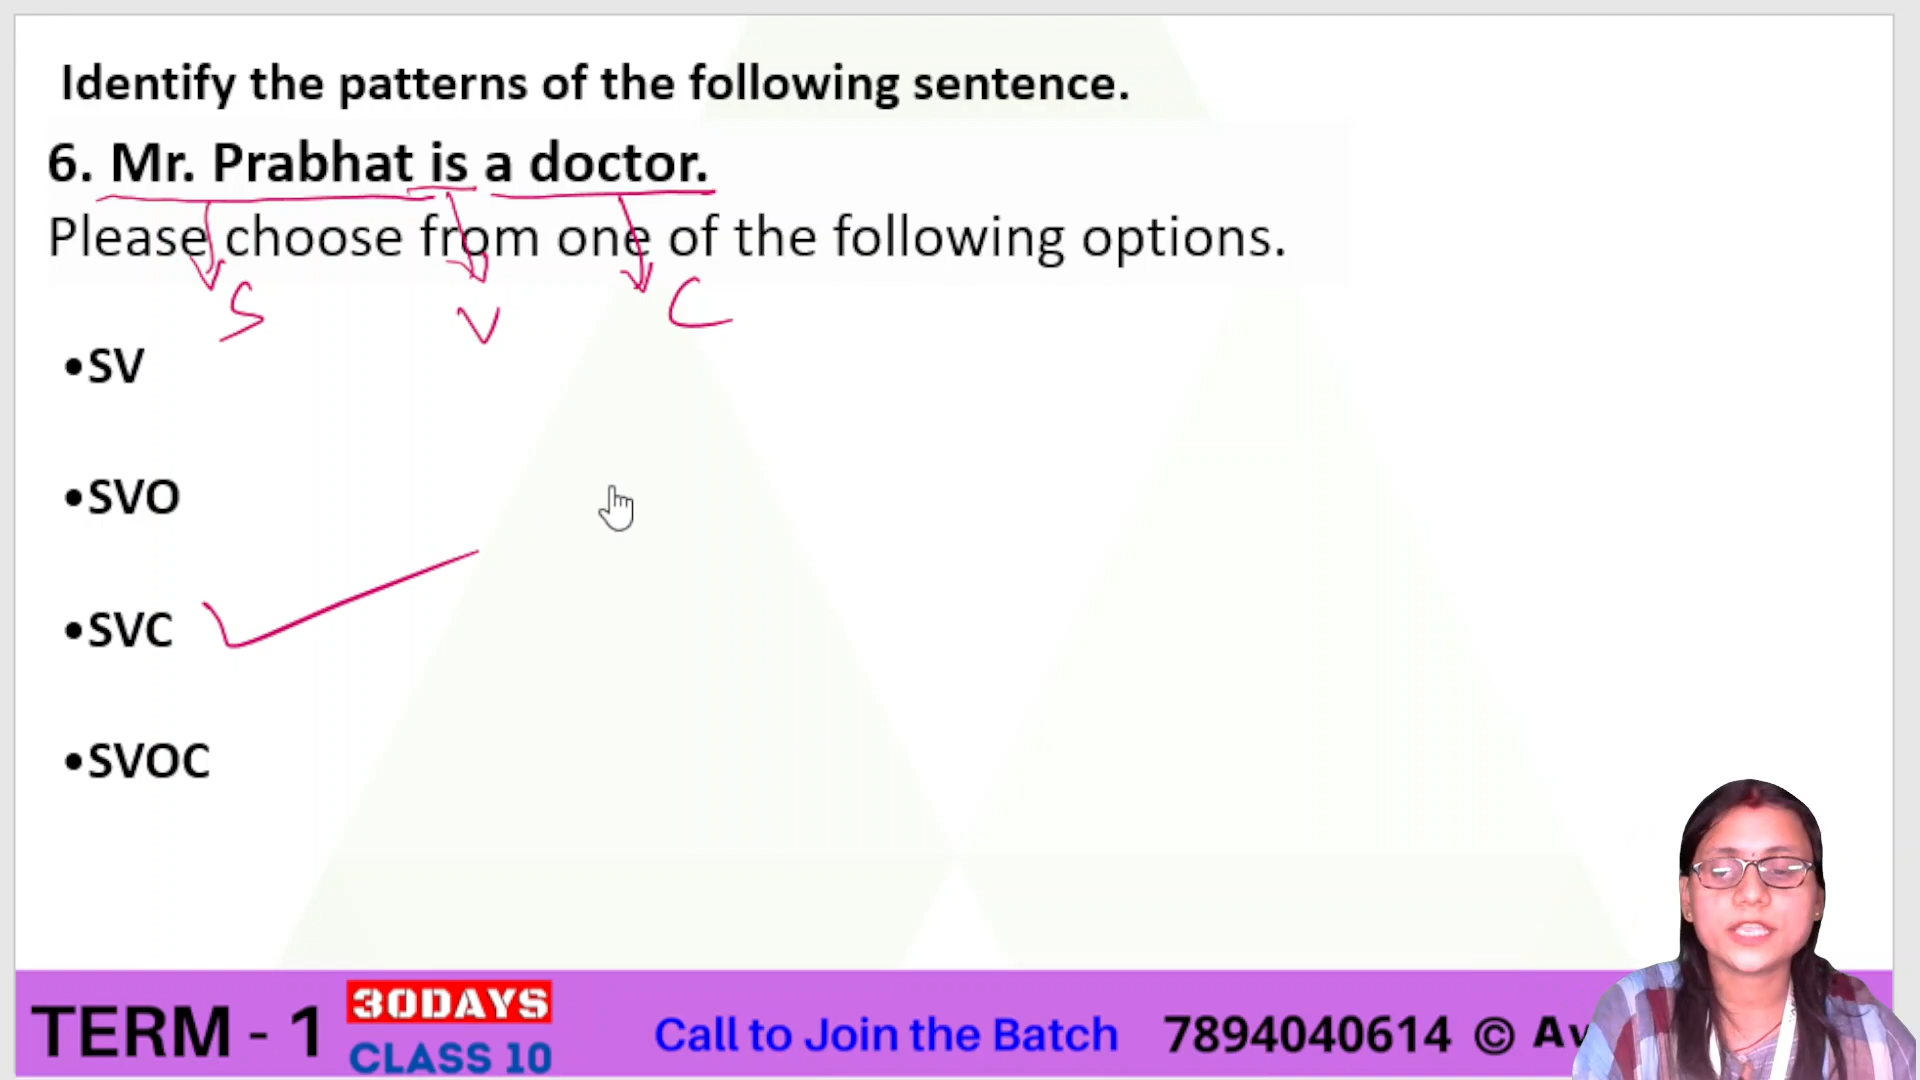 Identify the patterns of the following sentence.
6. Mr. Prabhat is a doctor.
Please choose from one of the following options.
S V C
•SV
•SVO
•SVC
•SVOC
TERM - 1 30DAYS CLASS 10 Call to Join the Batch 7894040614 © Av